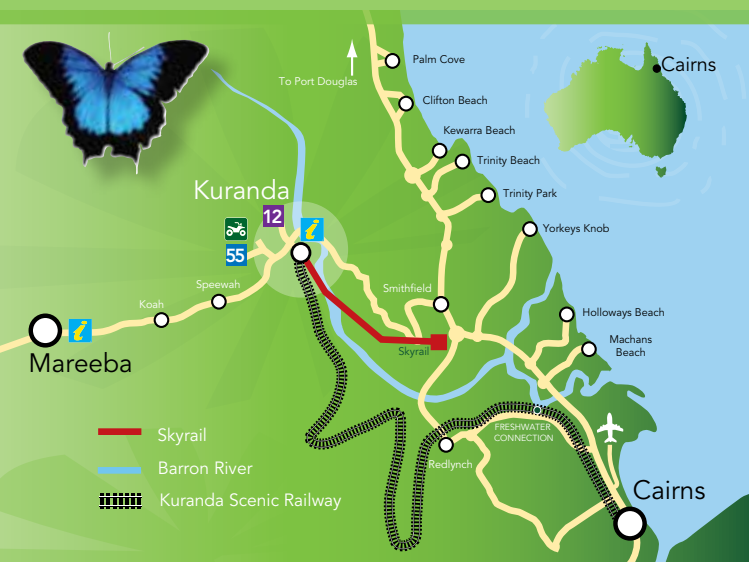 Palm Cove
To Port Douglas
Cairns
Clifton Beach
Kewarra Beach
Trinity Beach
Kuranda
Trinity Park
12
i
55
Yorkeys Knob
Speewah
Smithfield
Koah
i
Holloways Beach
Mareeba
Skyrail
Machans
Beach
Skyrail
FRESHWATER
CONNECTION
Barron River
Redlynch
Kuranda Scenic Railway
Cairns